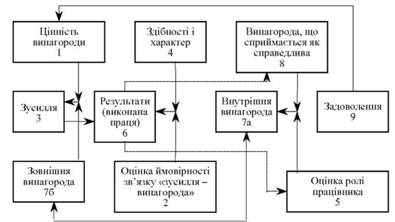 Цінність
винагороди
1
Здібності і
характер
4
Винагорода, що
сприймається як
справедлива
8
Зусилля
3
Результати
(виконана
праця)
6
Внутрішня
винагорода
7а
Задоволення
9
Зовнішня
винагорода
7б
Оцінка ймовірності
зв’язку «зусилля –
винагорода»
2
Оцінка ролі
працівника
5